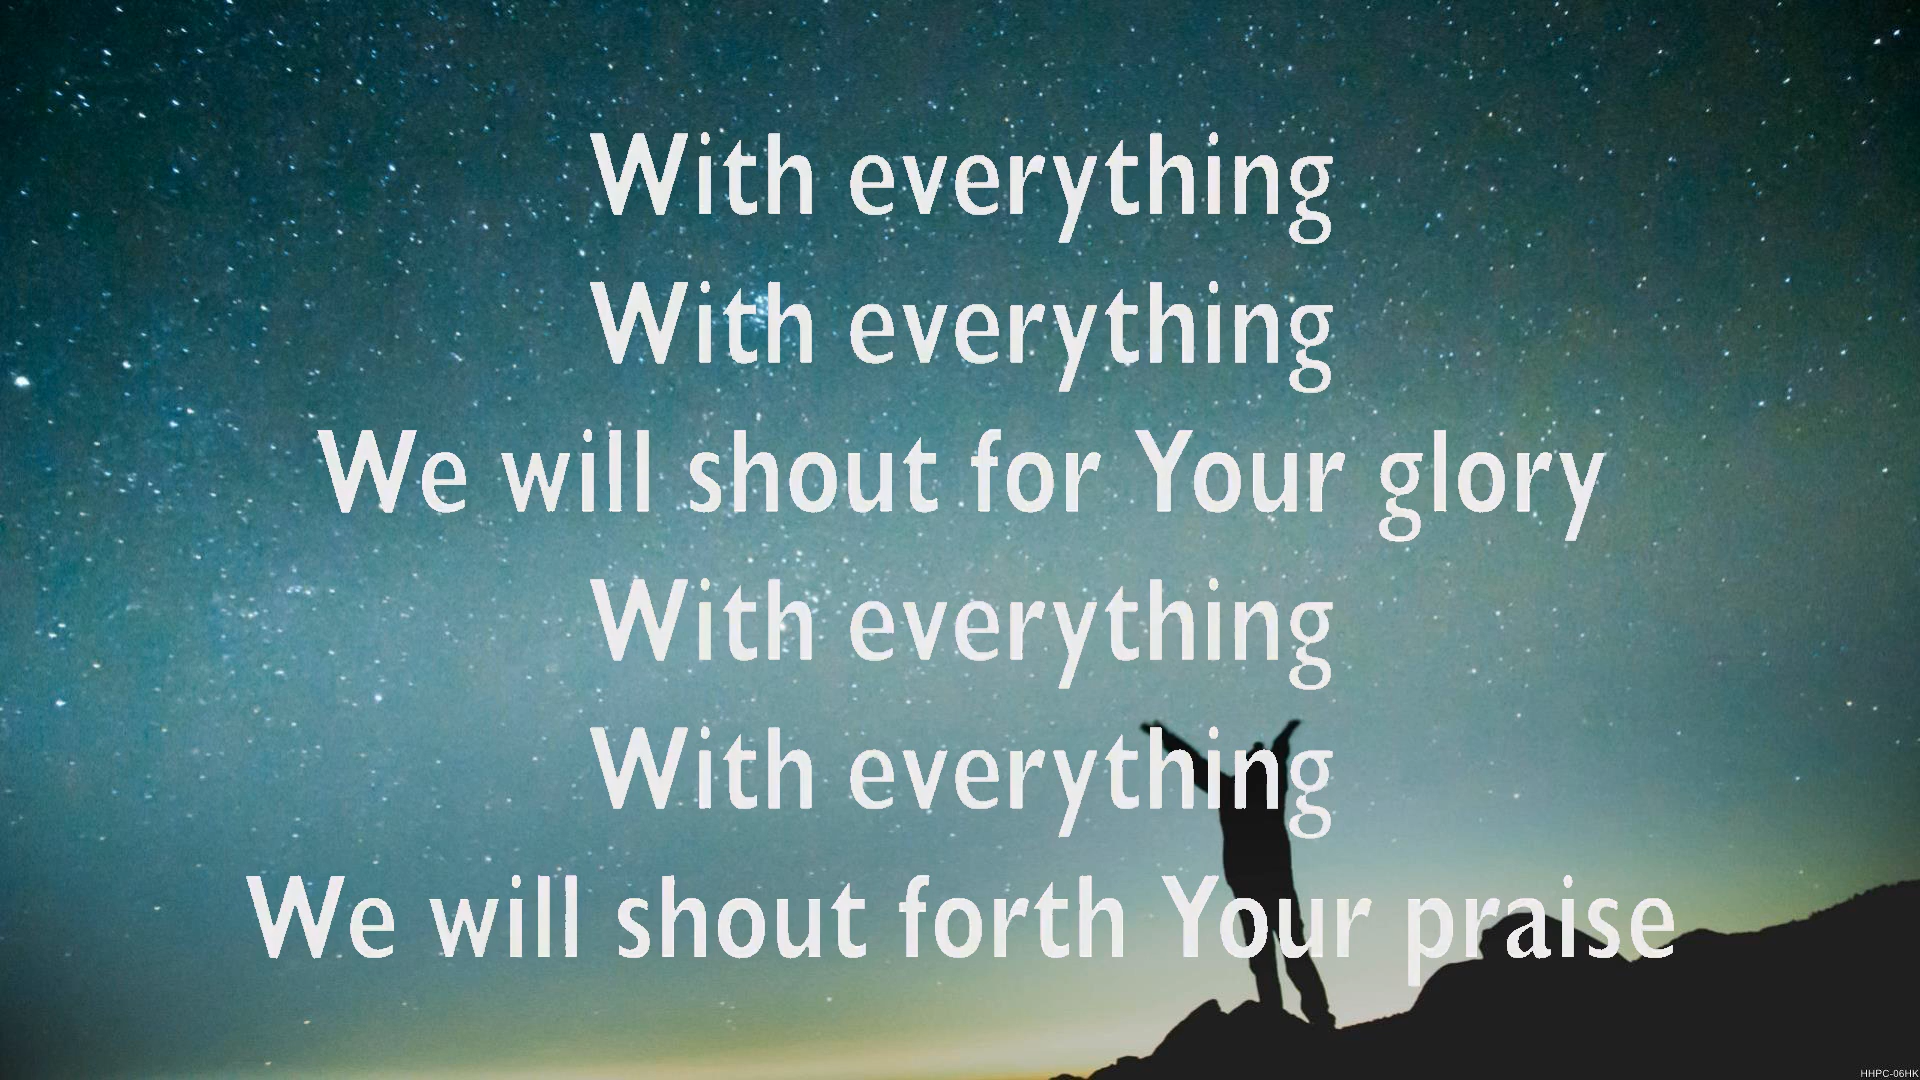 With everything
With everything
We will shout for Your glory
With everything
With everything
We will shout forth Your praise
HHPC-06HK